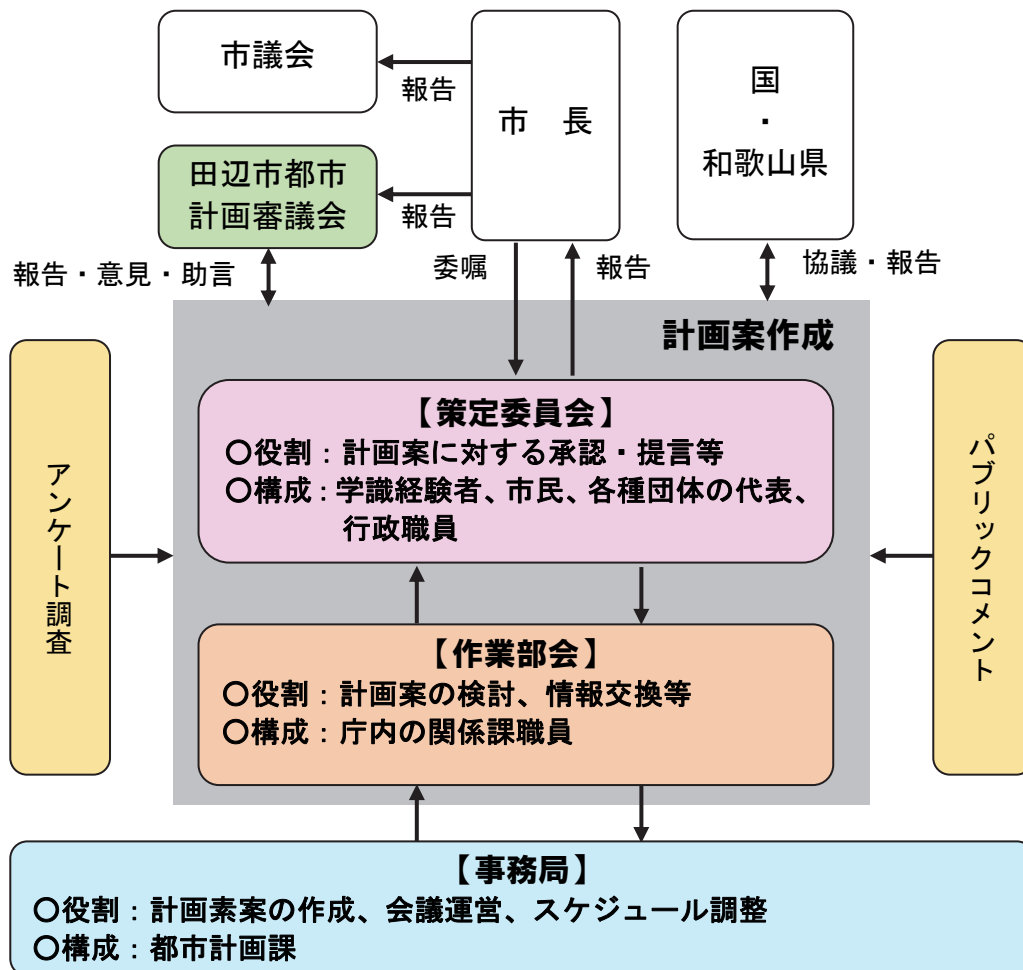 市議会
報告
市　長
国
・
和歌山県
田辺市都市
計画審議会
報告
報告・意見・助言
委嘱
報告
協議・報告
計画案作成
【策定委員会】
○役割：計画案に対する承認・提言等
○構成：学識経験者、市民、各種団体の代表、
行政職員
アンケート調査
パブリックコメント
【作業部会】
○役割：計画案の検討、情報交換等
○構成：庁内の関係課職員
【事務局】
○役割：計画素案の作成、会議運営、スケジュール調整
○構成：都市計画課